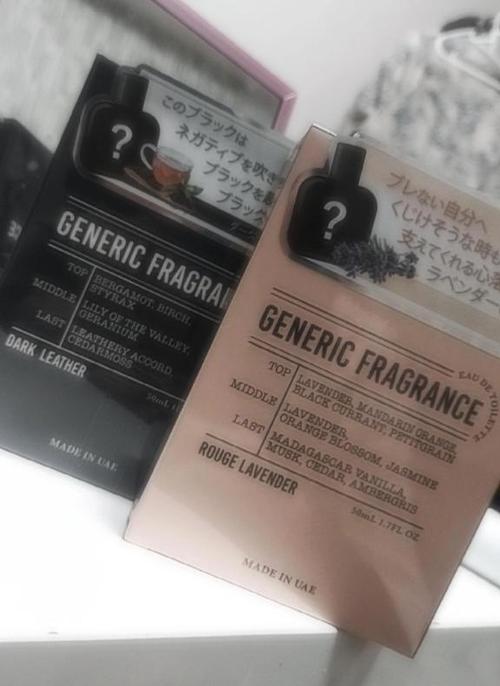 ?
このブラックは
ネガティブを吹き
ブラックを
ブラック
GENERIC FRAGRA
TOP
BERGAMOT, BIRCH,
STYRAX
MIDDLE
LILY OF THE VALLEY,
GERANIUM
LAST
LEATHERY ACCORD,
CEDARMOSS
DARK LEATHER
50mL 1
MADE IN UAE
?
ブレない自分へ
くじけそうな時も
支えてくれる心
ラベンダー
GENERIC FRAGRANCE
EAU DE TOILETTE
TOP
LAVENDER, MANDARIN ORANGE,
BLACK CURRANT, PETITGRAIN
MIDDLE
LAVENDER,
ORANGE BLOSSOM, JASMINE
LAST
MADAGASCAR VANILLA,
MUSK, CEDAR, AMBERGRIS
ROUGE LAVENDER
50mL 1.7FL OZ
MADE IN UAE